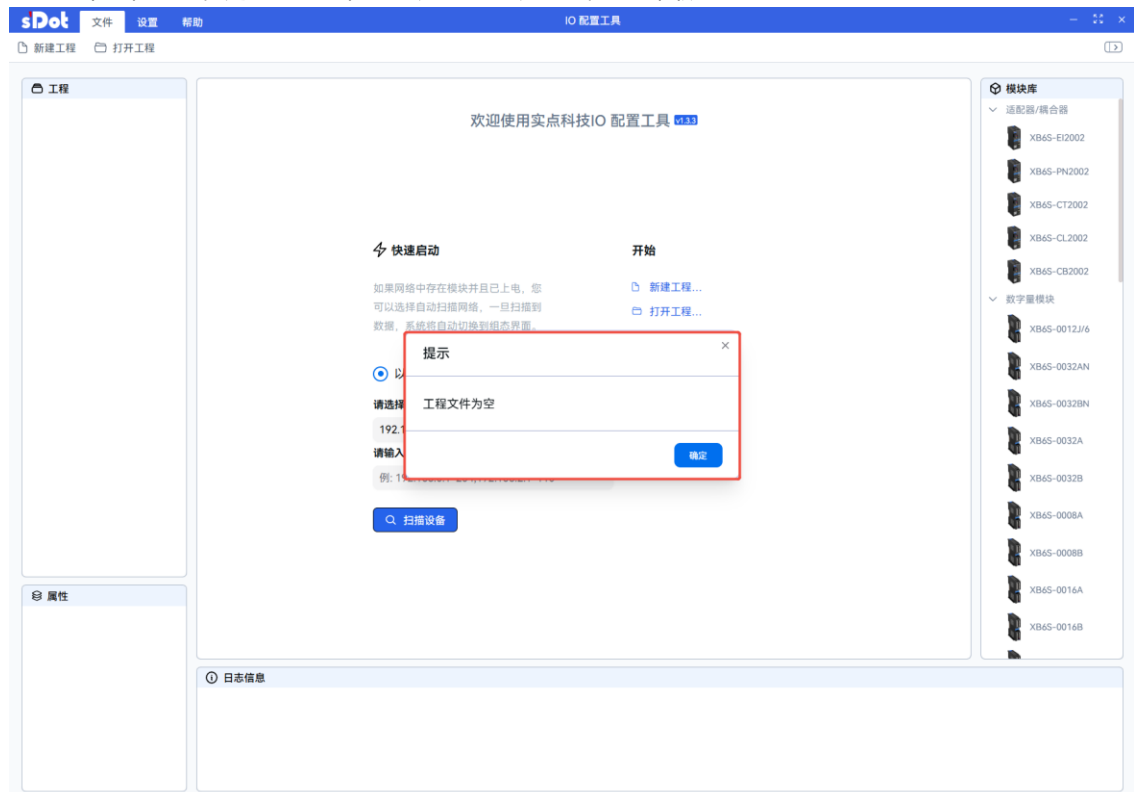 sDot 文件 设置 帮助 IO 配置工具
新建工程 打开工程
工程
欢迎使用实点科技IO 配置工具 v1.3.3
快速启动
如果网络中存在模块并且已上电，您
可以选择自动扫描网络，一旦扫描到
数据，系统将自动切换到组态界面。
以
请选择
192.1
请输入
例: 19
扫描设备
开始
新建工程...
打开工程...
提示
工程文件为空
确定
模块库
适配器/耦合器
XB6S-EI2002
XB6S-PN2002
XB6S-CT2002
XB6S-CL2002
XB6S-CB2002
数字量模块
XB6S-0012J/6
XB6S-0032AN
XB6S-0032BN
XB6S-0032A
XB6S-0032B
XB6S-0008A
XB6S-0008B
XB6S-0016A
XB6S-0016B
属性
日志信息